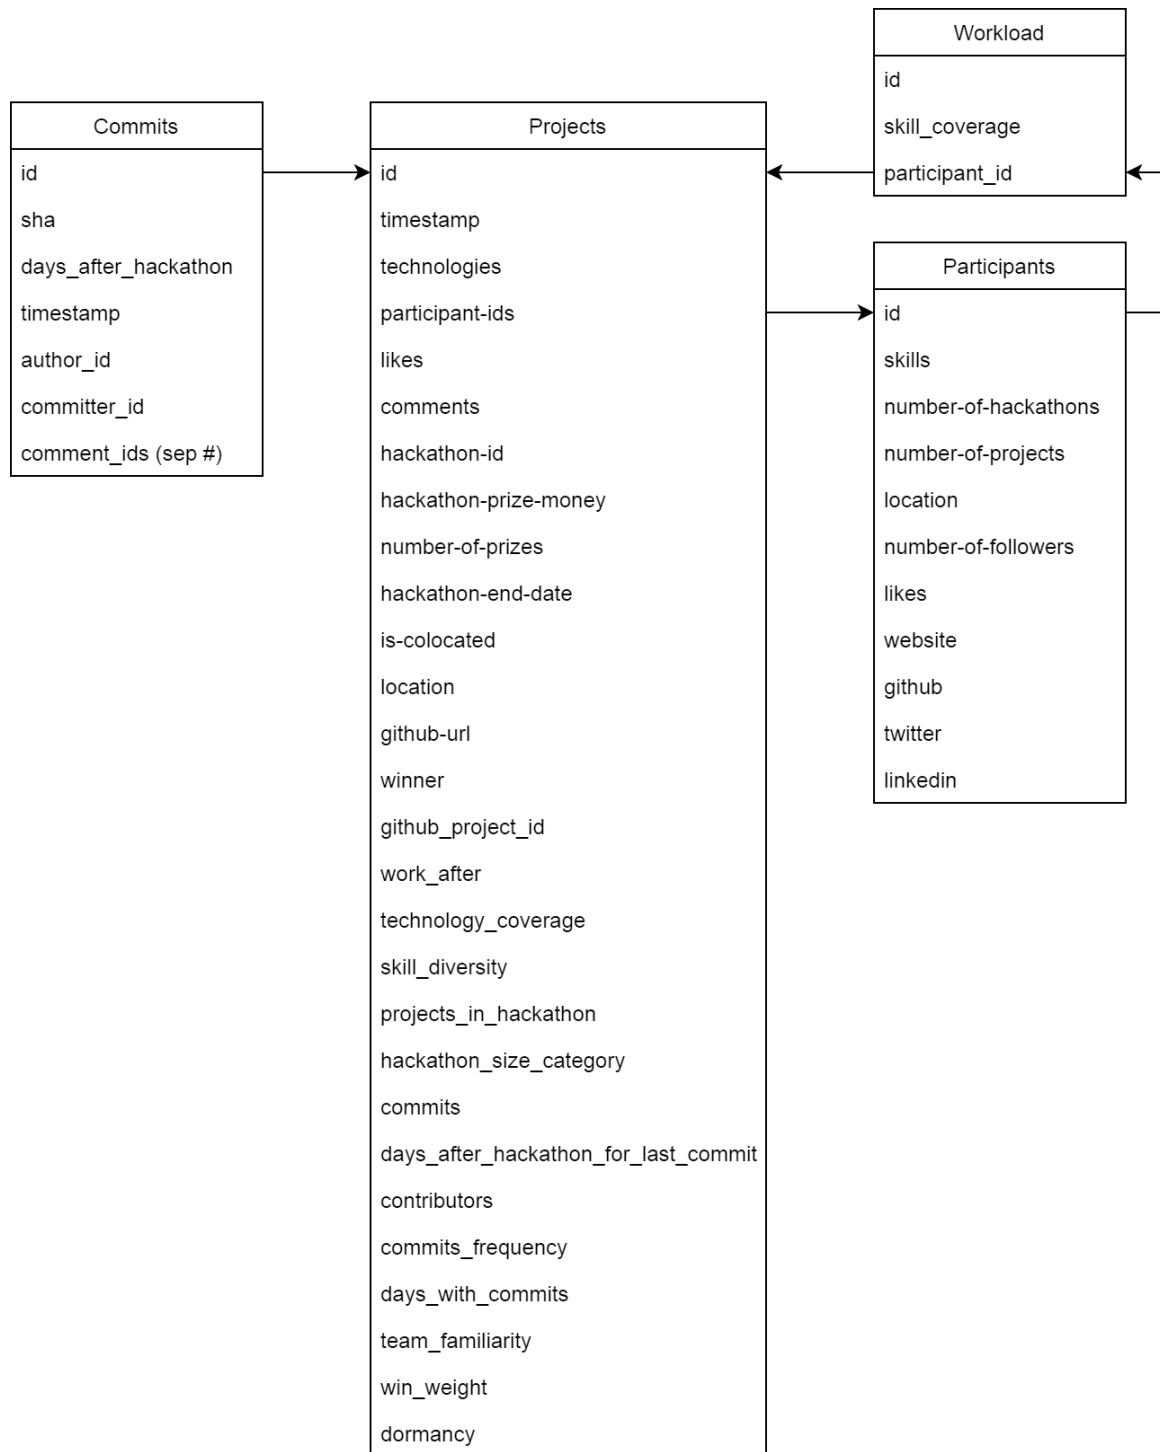 Commits
id
sha
days_after_hackathon
timestamp
author_id
committer_id
comment_ids (sep #)
Projects
id
timestamp
technologies
participant-ids
likes
comments
hackathon-id
hackathon-prize-money
number-of-prizes
hackathon-end-date
is-colocated
location
github-url
winner
github_project_id
work_after
technology_coverage
skill_diversity
projects_in_hackathon
hackathon_size_category
commits
days_after_hackathon_for_last_commit
contributors
commits_frequency
days_with_commits
team_familiarity
win_weight
dormancy
Workload
id
skill_coverage
participant_id
Participants
id
skills
number-of-hackathons
number-of-projects
location
number-of-followers
likes
website
github
twitter
linkedin